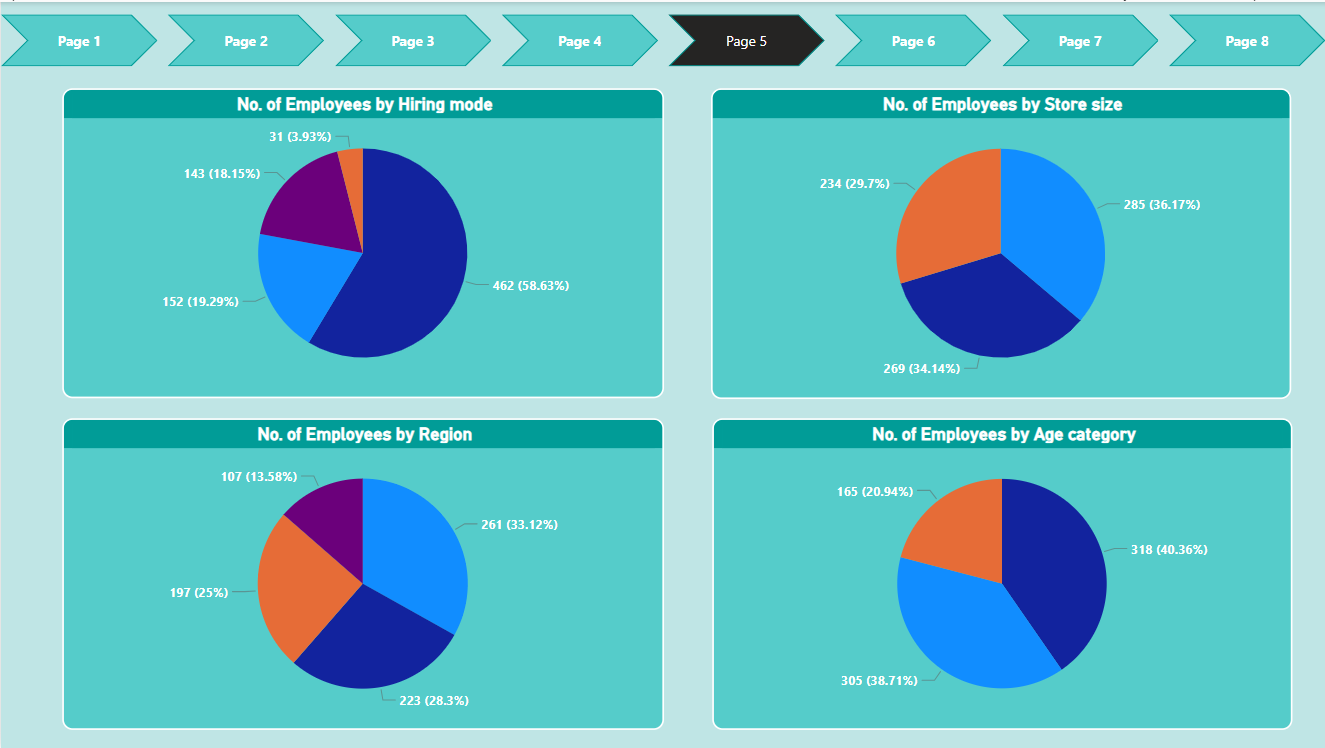 Page 1
Page 2
Page 3
Page 4
Page 5
Page 6
Page 7
Page 8
No. of Employees by Hiring mode
31 (3.93%)
143 (18.15%)
152 (19.29%)
462 (58.63%)
No. of Employees by Store size
234 (29.7%)
285 (36.17%)
269 (34.14%)
No. of Employees by Region
107 (13.58%)
261 (33.12%)
197 (25%)
223 (28.3%)
No. of Employees by Age category
165 (20.94%)
318 (40.36%)
305 (38.71%)